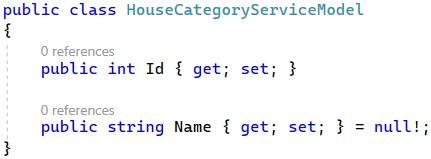 public class HouseCategoryServiceModel
{
0 references
public int Id { get; set; }
0 references
public string Name { get; set; } = null!;
}